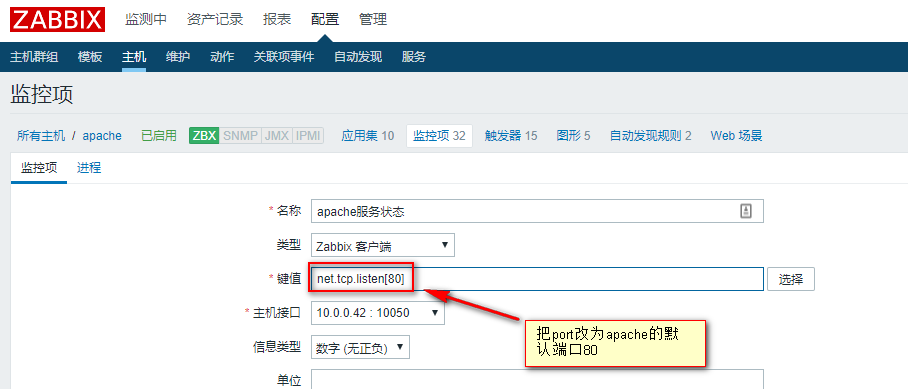 ZABBIX 监测中 资产记录 报表 配置 管理
主机群组 模板 主机 维护 动作 关联项事件 自动发现 服务
监控项
所有主机 / apache 已启用 ZBX SNMP JMX IPMI 应用集 10 监控项 32 触发器 15 图形 5 自动发现规则 2 Web 场景
监控项 进程
* 名称 apache服务状态
类型 Zabbix 客户端
* 键值 net.tcp.listen[80] 选择
* 主机接口 10.0.0.42 : 10050
信息类型 数字 (无正负)
把port改为apache的默
认端口80
单位